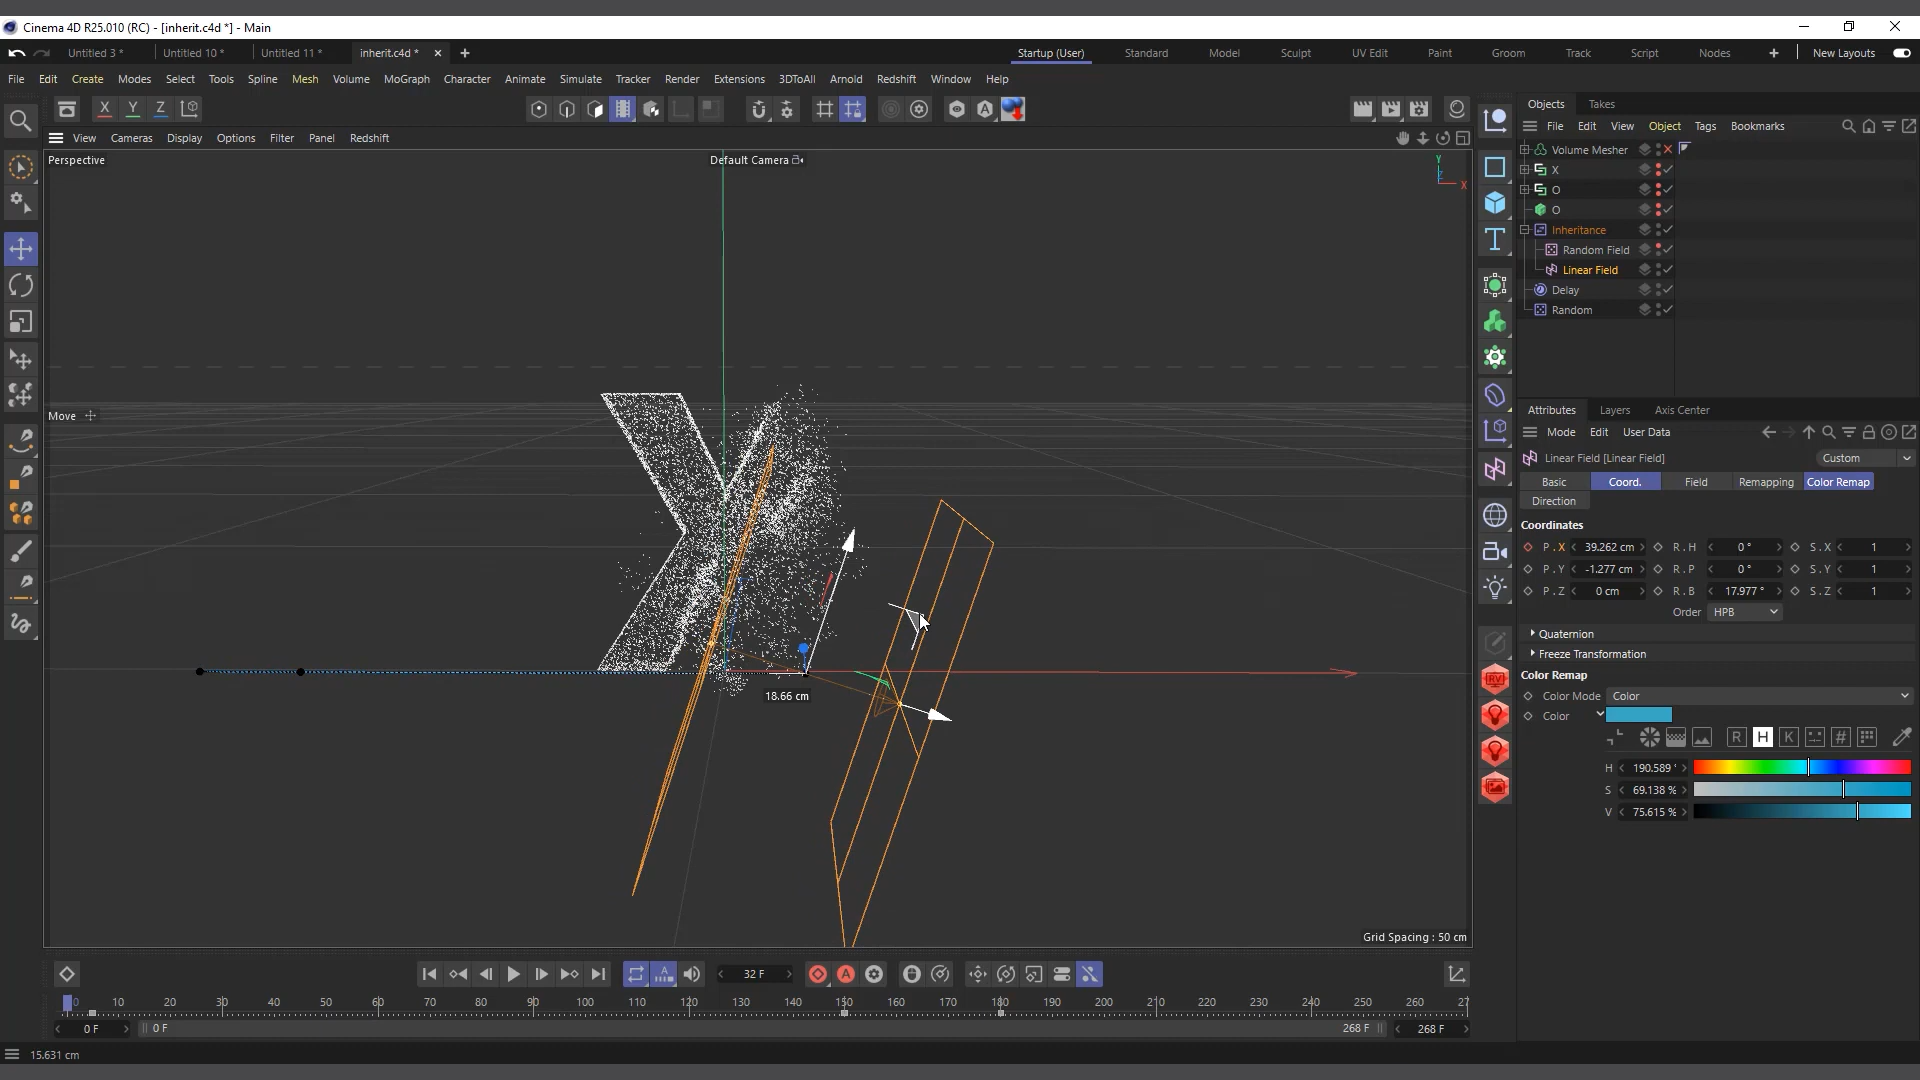 Cinema 4D R25.010 (RC) - [inherit.c4d *] - Main
Untitled 3 *
Untitled 10 *
Untitled 11 *
inherit.c4d *
Startup (User)
Standard
Model
Sculpt
UV Edit
Paint
Groom
Track
Script
Nodes
New Layouts
File Edit Create Modes Select Tools Spline Mesh Volume MoGraph Character Animate Simulate Tracker Render Extensions 3DToAll Arnold Redshift Window Help
X Y Z
View Cameras Display Options Filter Panel Redshift
Perspective
Default Camera
Y
Z
X
Move
18.66 cm
Grid Spacing : 50 cm
Objects Takes
File Edit View Object Tags Bookmarks
Volume Mesher
X
O
O
Inheritance
Random Field
Linear Field
Delay
Random
Attributes Layers Axis Center
Mode Edit User Data
Linear Field [Linear Field]
Custom
Basic Coord. Field Remapping Color Remap
Direction
Coordinates
P . X 39.262 cm R . H 0 ° S . X 1
P . Y -1.277 cm R . P 0 ° S . Y 1
P . Z 0 cm R . B 17.977 ° S . Z 1
Order HPB
Quaternion
Freeze Transformation
Color Remap
Color Mode Color
Color
R H K #
H 190.589 °
S 69.138 %
V 75.615 %
RV
32 F
A
0 10 20 30 40 50 60 70 80 90 100 110 120 130 140 150 160 170 180 190 200 210 220 230 240 250 260 27
0 F 0 F 268 F 268 F
15.631 cm